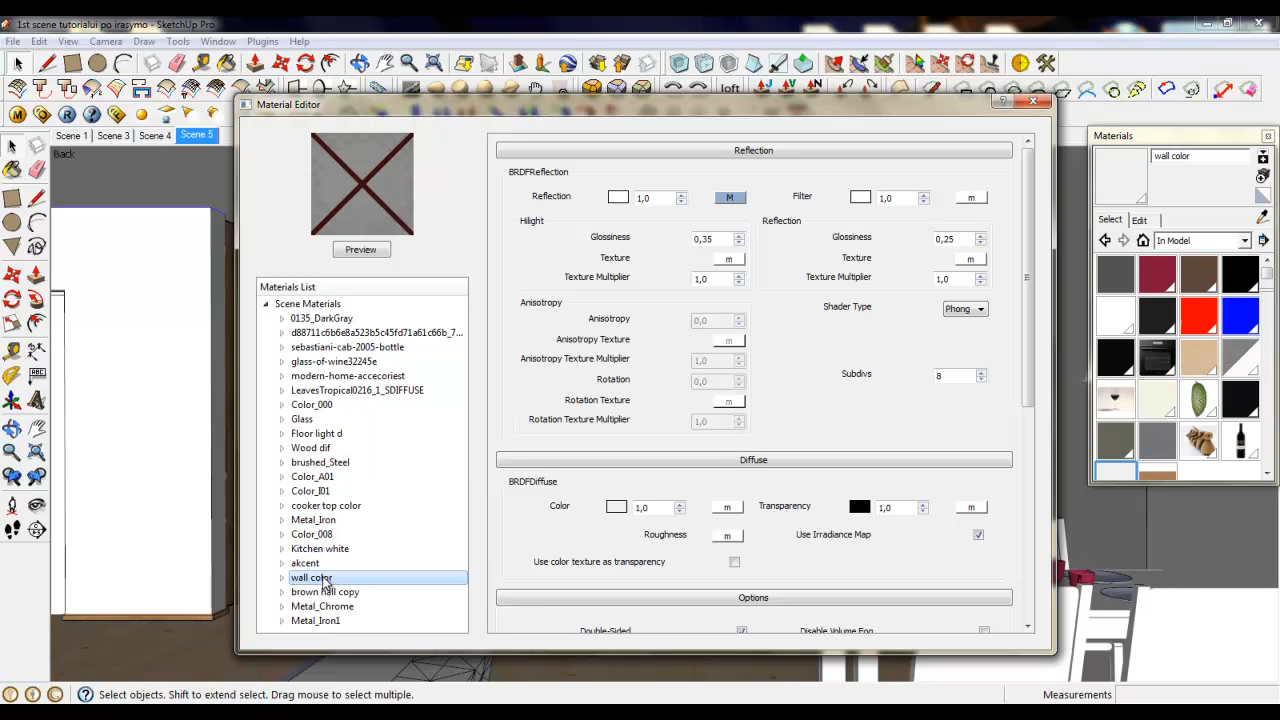 1st scene tutorialui po irasymo - SketchUp Pro
File Edit View Camera Draw Tools Window Plugins Help
loft
M R
Scene 1 Scene 3 Scene 4 Scene 5
Back
Material Editor
Preview
Materials List
Scene Materials
0135_DarkGray
d88711c6b6e8a523b5c45fd71a61c66b_7...
sebastiani-cab-2005-bottle
glass-of-wine32245e
modern-home-accecoriest
LeavesTropical0216_1_SDIFFUSE
Color_000
Glass
Floor light d
Wood dif
brushed_Steel
Color_A01
Color_I01
cooker top color
Metal_Iron
Color_008
Kitchen white
akcent
wall color
brown hall copy
Metal_Chrome
Metal_Iron1
Reflection
BRDFReflection
Reflection 1,0 M Filter 1,0 m
Hilight Reflection
Glossiness 0,35 Glossiness 0,25
Texture m Texture m
Texture Multiplier 1,0 Texture Multiplier 1,0
Anisotropy Shader Type Phong
Anisotropy 0,0
Anisotropy Texture m
Anisotropy Texture Multiplier 1,0
Rotation 0,0 Subdivs 8
Rotation Texture m
Rotation Texture Multiplier 1,0
Diffuse
BRDFDiffuse
Color 1,0 m Transparency 1,0 m
Roughness m Use Irradiance Map
Use color texture as transparency
Options
Double-Sided Disable Volume Fog
Materials
wall color
Select Edit
In Model
Select objects. Shift to extend select. Drag mouse to select multiple.
Measurements